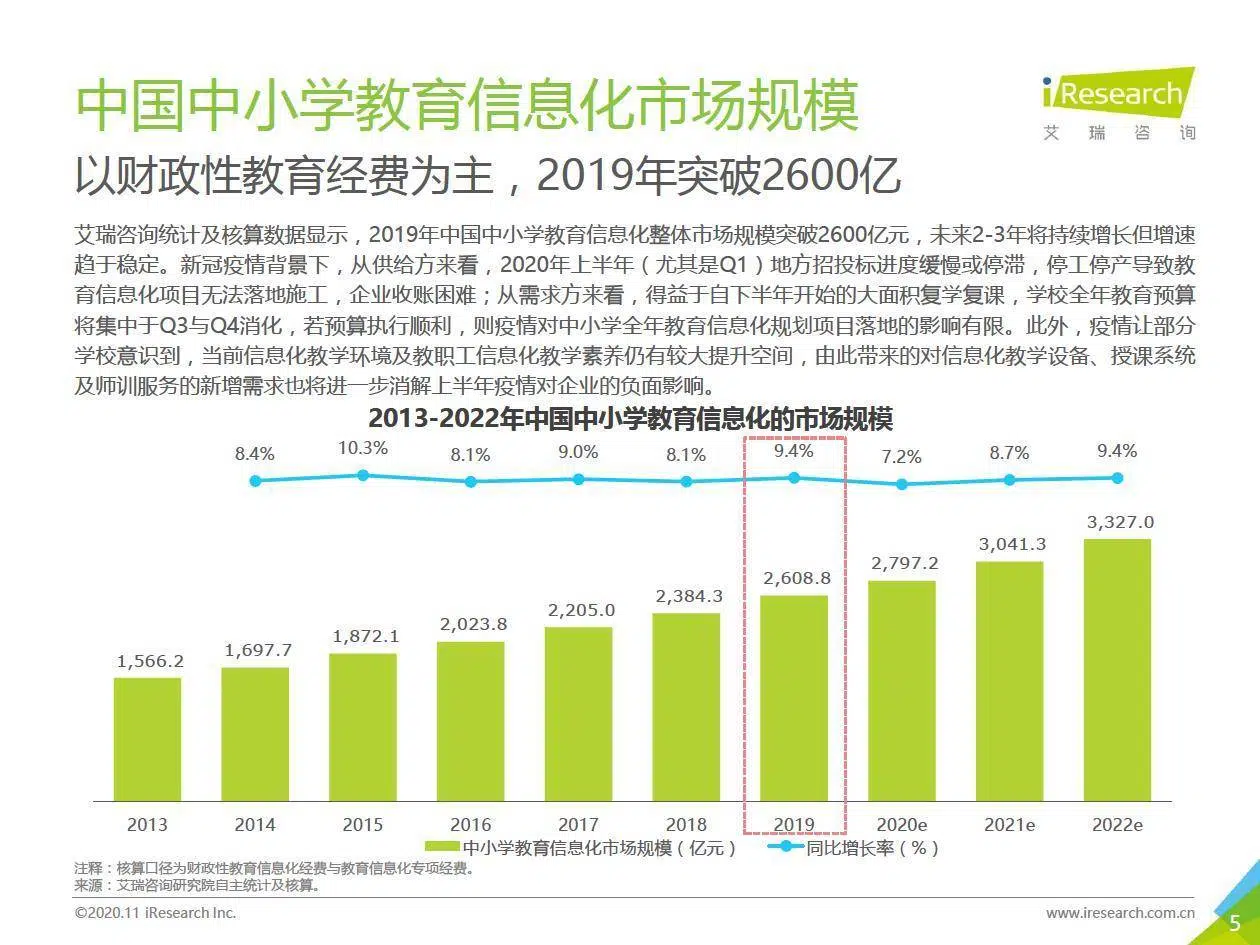 中国中小学教育信息化市场规模
iResearch
艾 瑞 咨 询
以财政性教育经费为主，2019年突破2600亿
艾瑞咨询统计及核算数据显示，2019年中国中小学教育信息化整体市场规模突破2600亿元，未来2-3年将持续增长但增速
趋于稳定。新冠疫情背景下，从供给方来看，2020年上半年（尤其是Q1）地方招投标进度缓慢或停滞，停工停产导致教
育信息化项目无法落地施工，企业收账困难；从需求方来看，得益于自下半年开始的大面积复学复课，学校全年教育预算
将集中于Q3与Q4消化，若预算执行顺利，则疫情对中小学全年教育信息化规划项目落地的影响有限。此外，疫情让部分
学校意识到，当前信息化教学环境及教职工信息化教学素养仍有较大提升空间，由此带来的对信息化教学设备、授课系统
及师训服务的新增需求也将进一步消解上半年疫情对企业的负面影响。
2013-2022年中国中小学教育信息化的市场规模
8.4% 10.3% 8.1% 9.0% 8.1% 9.4% 7.2% 8.7% 9.4%
1,566.2 1,697.7 1,872.1 2,023.8 2,205.0 2,384.3 2,608.8 2,797.2 3,041.3 3,327.0
2013 2014 2015 2016 2017 2018 2019 2020e 2021e 2022e
中小学教育信息化市场规模（亿元） 同比增长率（%）
注释：核算口径为财政性教育信息化经费与教育信息化专项经费。
来源：艾瑞咨询研究院自主统计及核算。
©2020.11 iResearch Inc. www.iresearch.com.cn
5